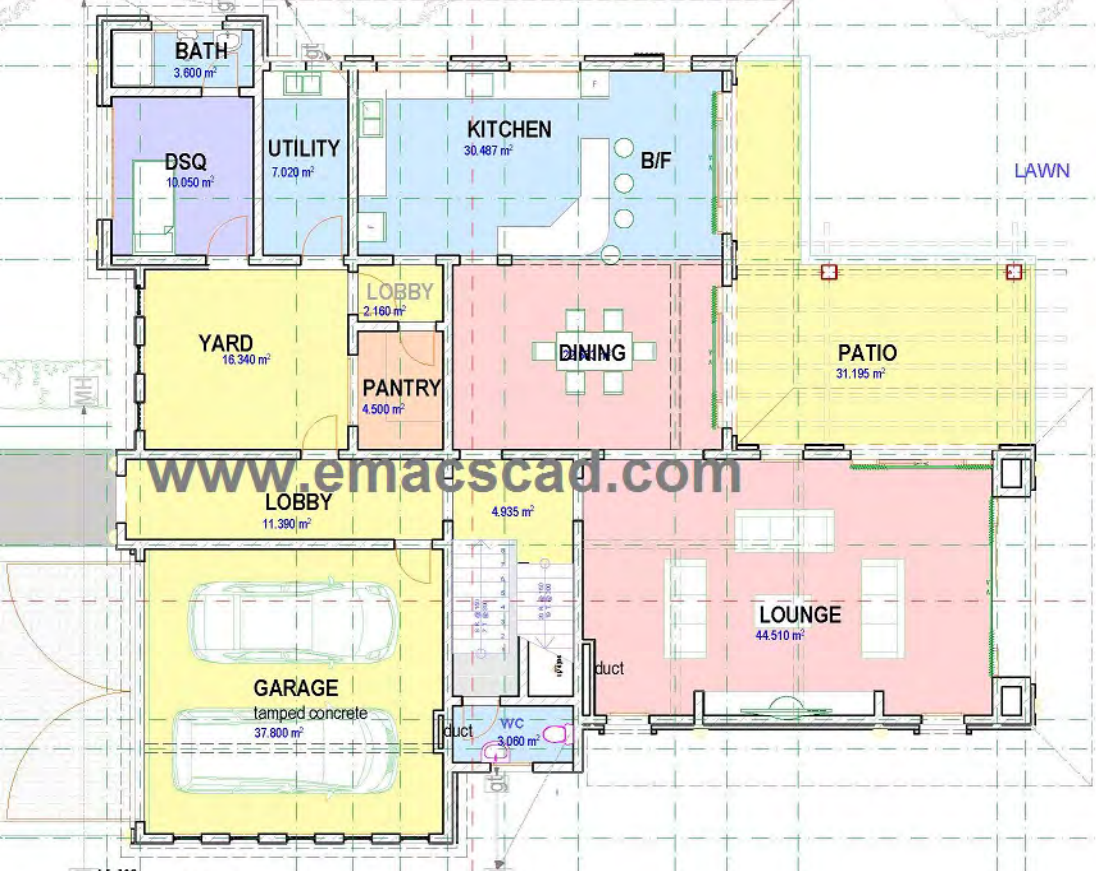 BATH
3.600 m²
DSQ
10.050 m²
UTILITY
7.020 m²
KITCHEN
30.487 m²
B/F
LAWN
LOBBY
2.160 m²
YARD
16.340 m²
PANTRY
4.500 m²
DINING
PATIO
31.195 m²
MH
www.emacscad.com
LOBBY
11.390 m²
4.935 m²
LOUNGE
44.510 m²
duct
GARAGE
tamped concrete
37.800 m²
duct
WC
3.060 m²
gt
gt
F